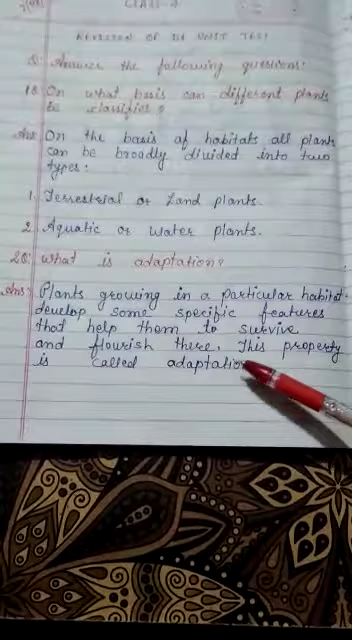 CLASS-4
REVISION OF III UNIT TEST
Q: Answer the following questions:
1Q: On what basis can different plants
be classified?
Ans: On the basis of habitats all plants
can be broadly divided into two
types:
1. Terrestrial or Land plants.
2. Aquatic or Water plants.
2Q: What is adaptation?
Ans: Plants growing in a particular habitat
develop some specific features
that help them to survive
and flourish there. This property
is called adaptation